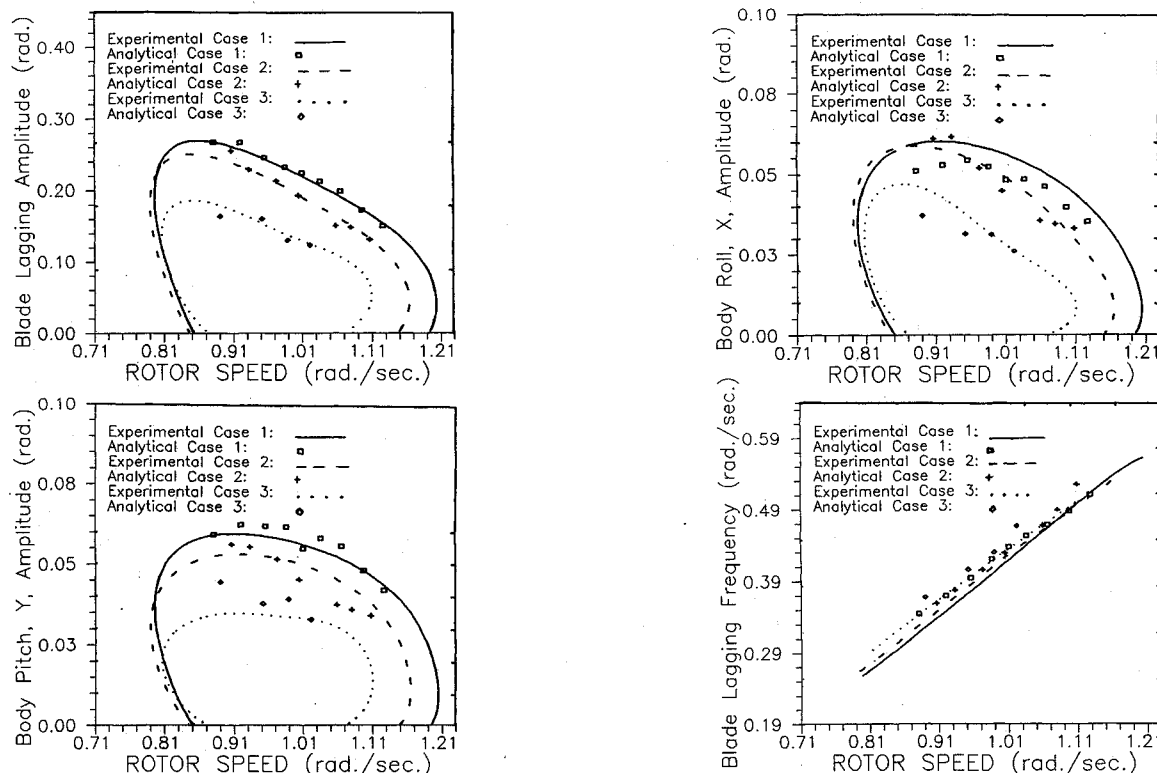 Blade Lagging Amplitude (rad.)
0.40
0.30
0.20
0.10
0.00
Experimental Case 1:
Analytical Case 1:
Experimental Case 2:
Analytical Case 2:
Experimental Case 3:
Analytical Case 3:
0.71 0.81 0.91 1.01 1.11 1.21
ROTOR SPEED (rad./sec.)
Body Roll, X, Amplitude (rad.)
0.10
0.08
0.05
0.03
0.00
Experimental Case 1:
Analytical Case 1:
Experimental Case 2:
Analytical Case 2:
Experimental Case 3:
Analytical Case 3:
0.71 0.81 0.91 1.01 1.11 1.21
ROTOR SPEED (rad./sec.)
Body Pitch, Y, Amplitude (rad.)
0.10
0.08
0.05
0.03
0.00
Experimental Case 1:
Analytical Case 1:
Experimental Case 2:
Analytical Case 2:
Experimental Case 3:
Analytical Case 3:
0.71 0.81 0.91 1.01 1.11 1.21
ROTOR SPEED (rad./sec.)
Blade Lagging Frequency (rad/sec.)
0.59
0.49
0.39
0.29
0.19
Experimental Case 1:
Analytical Case 1:
Experimental Case 2:
Analytical Case 2:
Experimental Case 3:
Analytical Case 3:
0.71 0.81 0.91 1.01 1.11 1.21
ROTOR SPEED (rad./sec.)